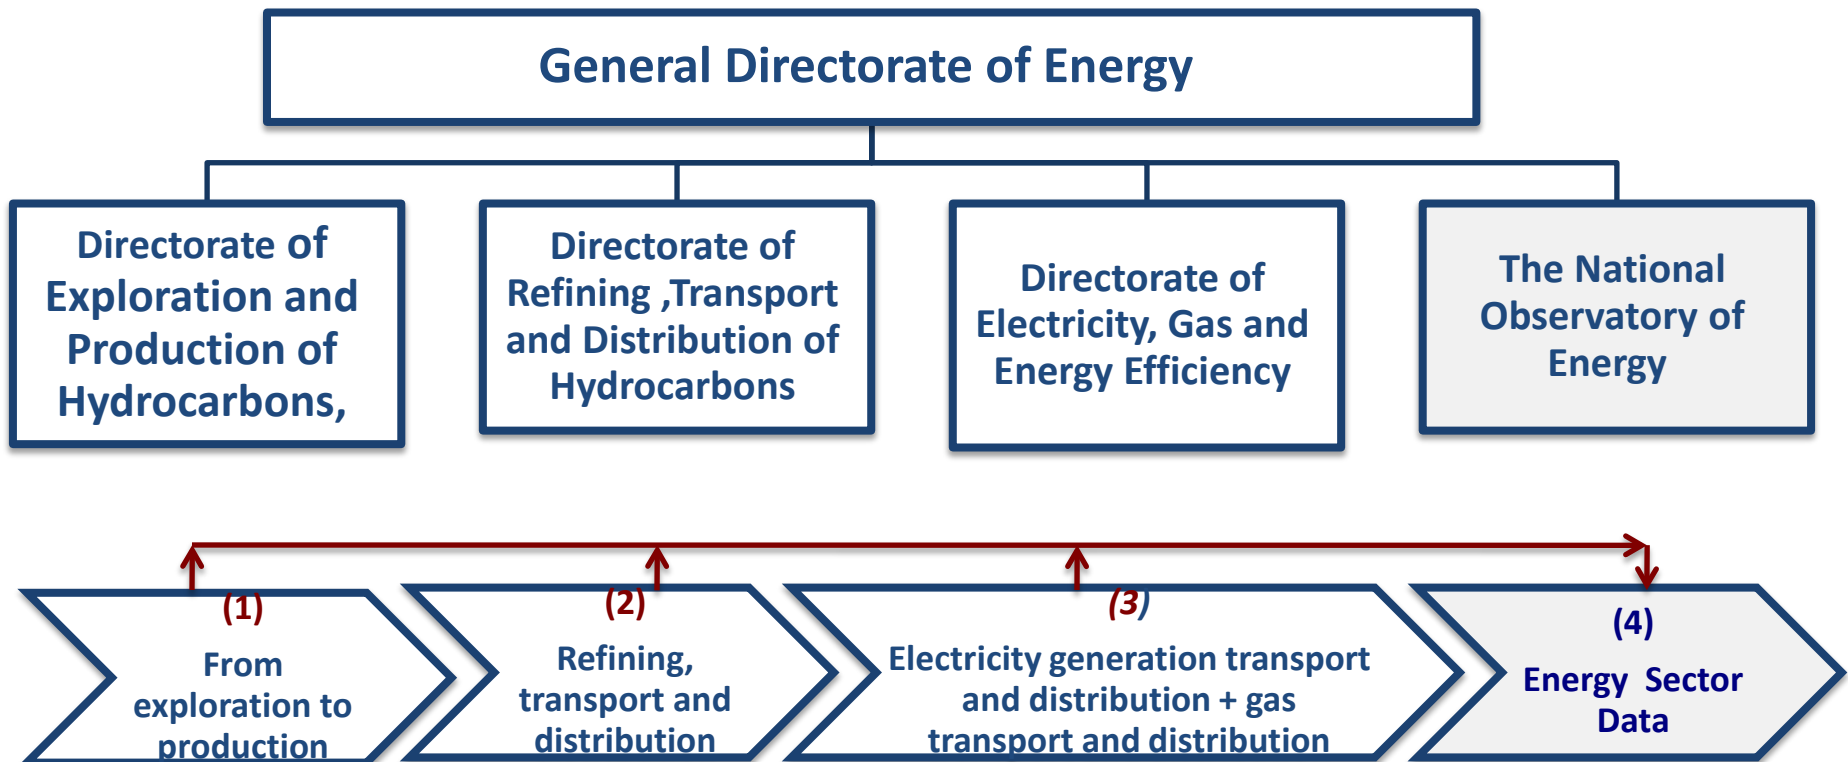 General Directorate of Energy
Directorate of
Exploration and
Production of
Hydrocarbons,
Directorate of
Refining ,Transport
and Distribution of
Hydrocarbons
Directorate of
Electricity, Gas and
Energy Efficiency
The National
Observatory of
Energy
(1)
From
exploration to
production
(2)
Refining,
transport and
distribution
(3)
Electricity generation transport
and distribution + gas
transport and distribution
(4)
Energy Sector
Data